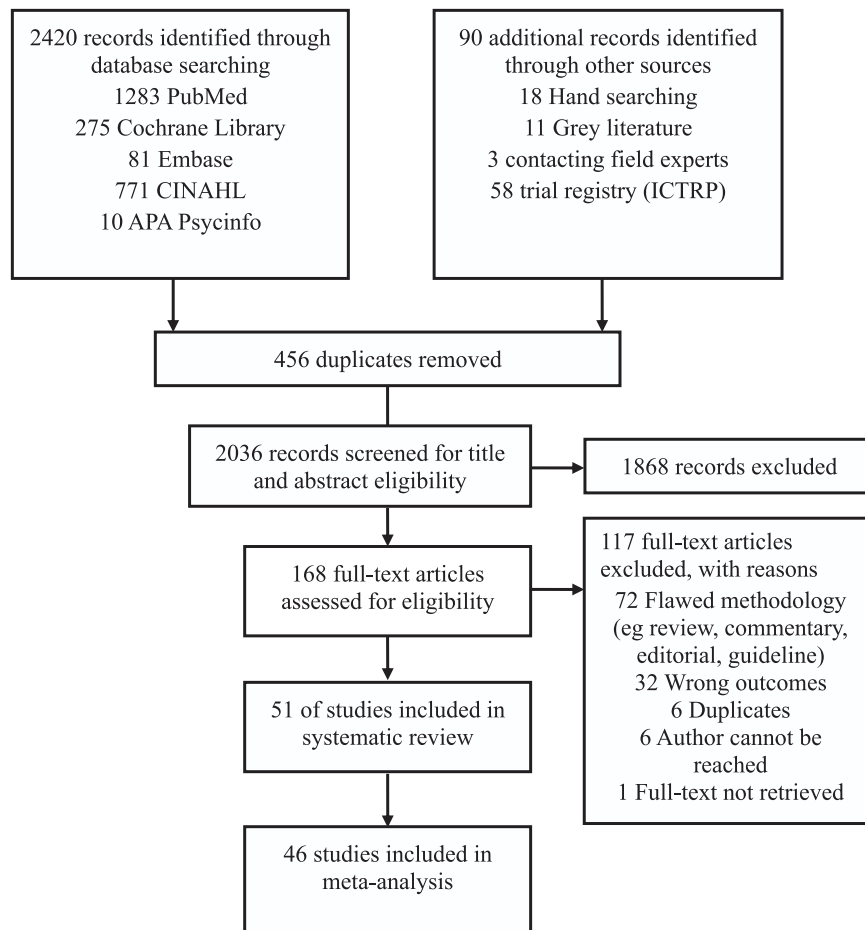 2420 records identified through
database searching
1283 PubMed
275 Cochrane Library
81 Embase
771 CINAHL
10 APA Psycinfo
90 additional records identified
through other sources
18 Hand searching
11 Grey literature
3 contacting field experts
58 trial registry (ICTRP)
456 duplicates removed
2036 records screened for title
and abstract eligibility
1868 records excluded
168 full-text articles
assessed for eligibility
117 full-text articles
excluded, with reasons
72 Flawed methodology
(eg review, commentary,
editorial, guideline)
32 Wrong outcomes
6 Duplicates
6 Author cannot be
reached
1 Full-text not retrieved
51 of studies included in
systematic review
46 studies included in
meta-analysis